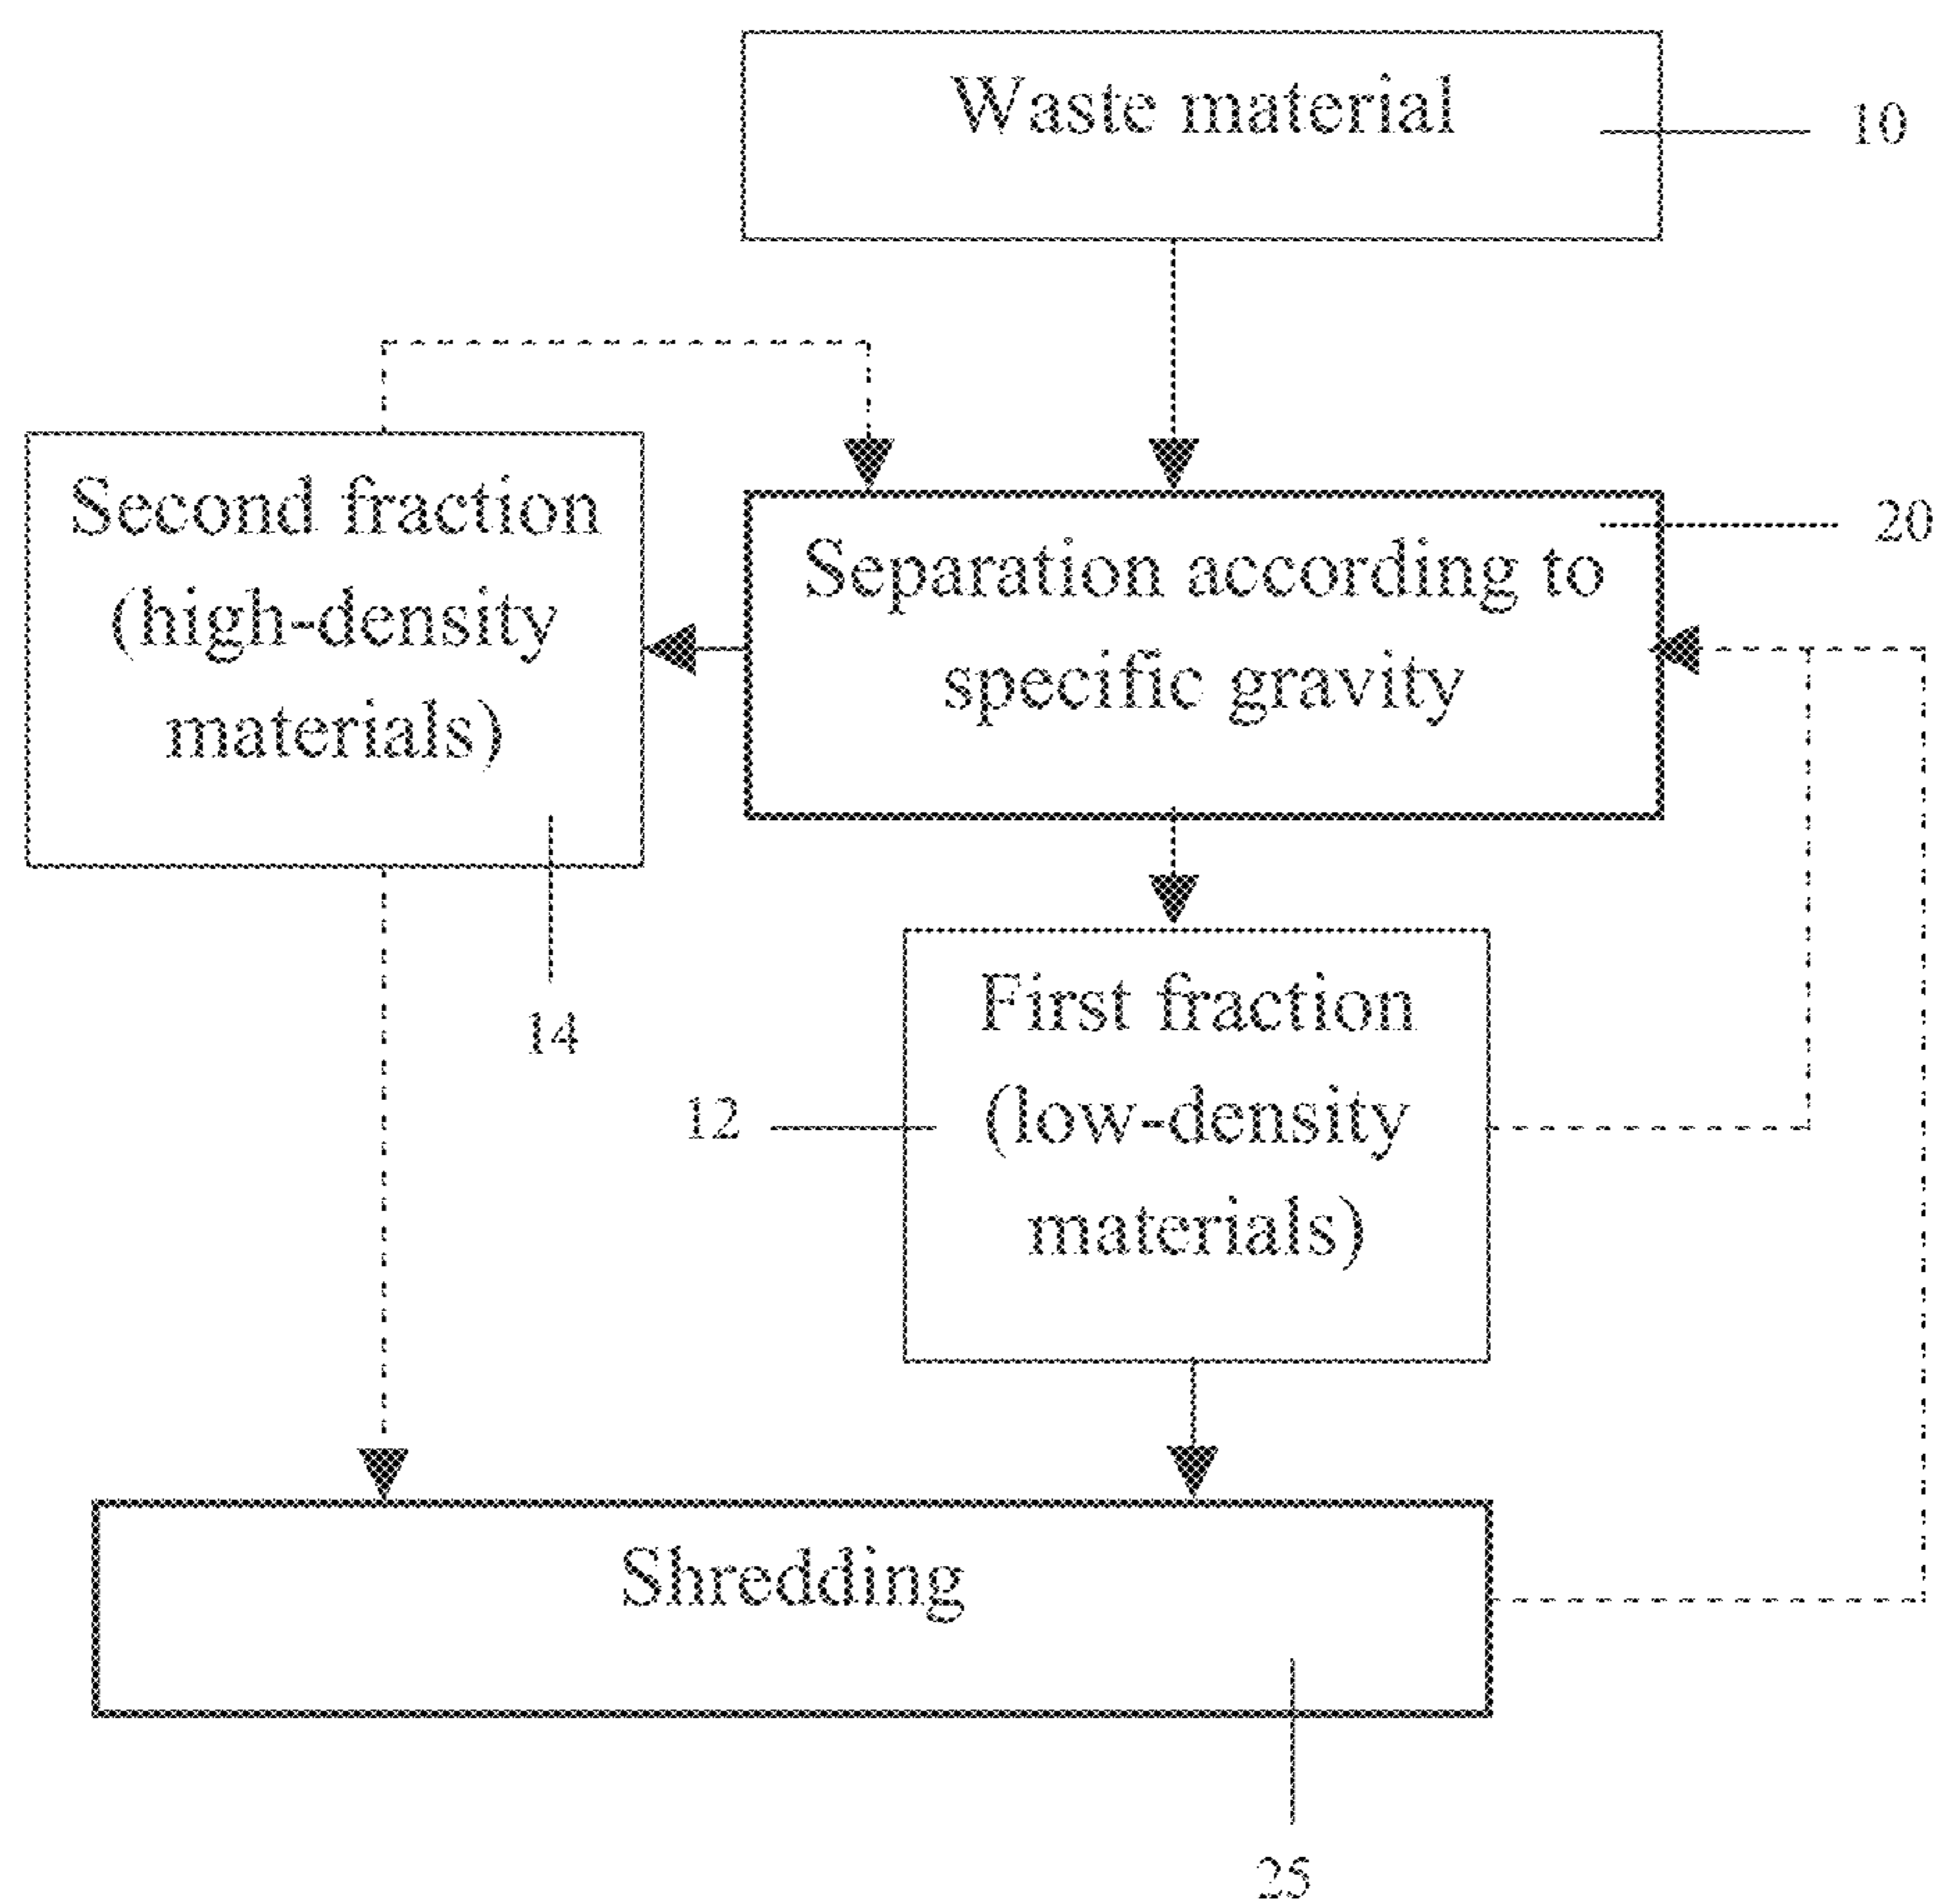 Waste material
10
Second fraction
(high-density
materials)
14
20
Separation according to
specific gravity
First fraction
(low-density
materials)
12
Shredding
25